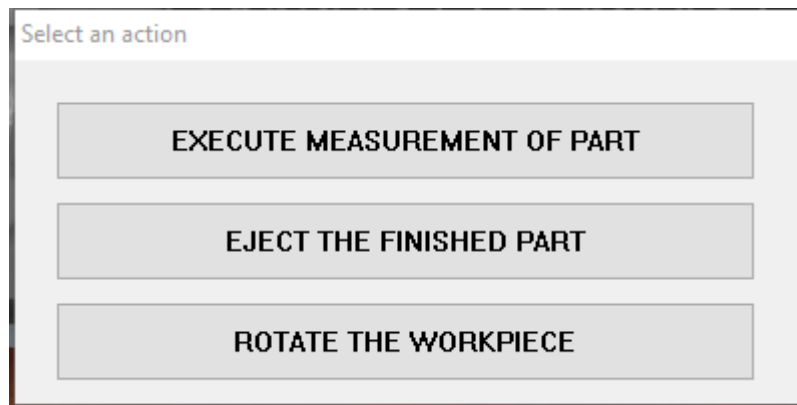 Select an action
EXECUTE MEASUREMENT OF PART
EJECT THE FINISHED PART
ROTATE THE WORKPIECE